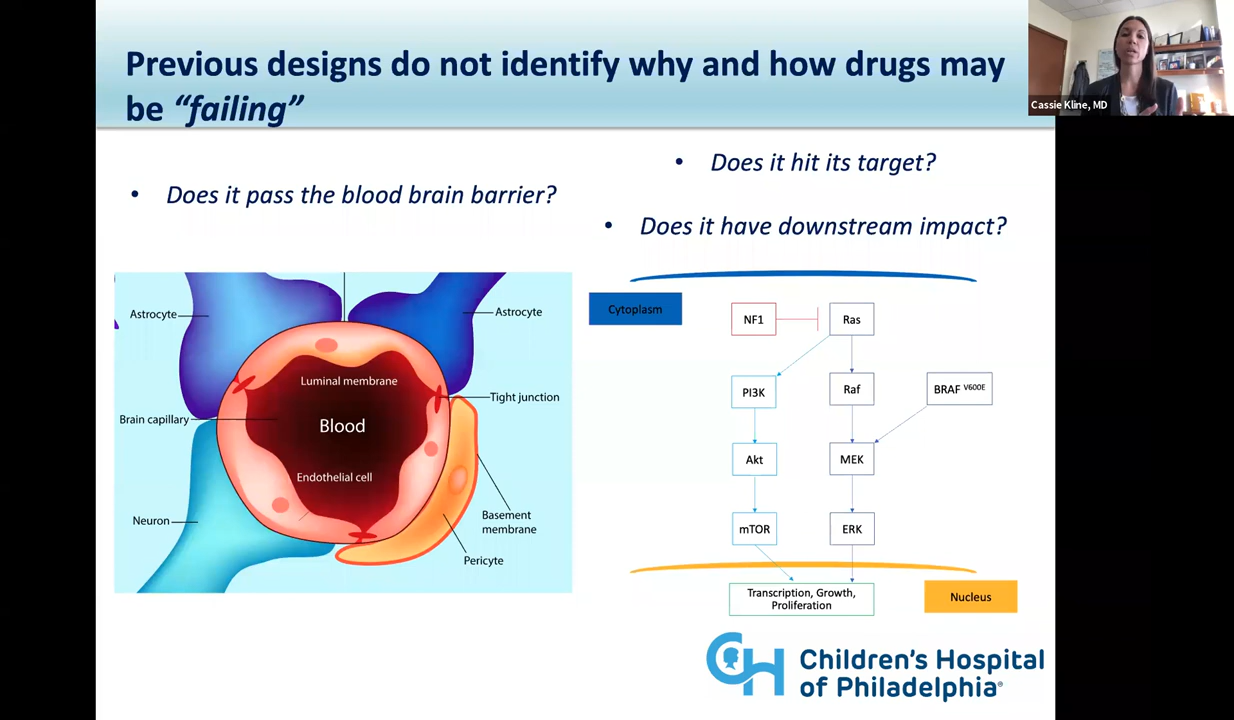 Previous designs do not identify why and how drugs may
be “failing”
Cassie Kline, MD
• Does it pass the blood brain barrier?
• Does it hit its target?
• Does it have downstream impact?
Astrocyte
Astrocyte
Luminal membrane
Tight junction
Brain capillary
Blood
Endothelial cell
Neuron
Basement
membrane
Pericyte
Cytoplasm
NF1
Ras
PI3K
Raf
BRAF V600E
Akt
MEK
mTOR
ERK
Transcription, Growth,
Proliferation
Nucleus
CH
Children's Hospital
of Philadelphia®